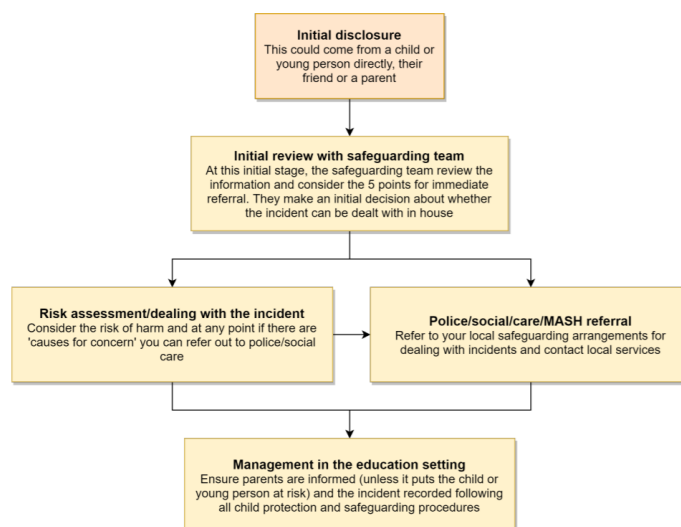 Initial disclosure
This could come from a child or
young person directly, their
friend or a parent
Initial review with safeguarding team
At this initial stage, the safeguarding team review the
information and consider the 5 points for immediate
referral. They make an initial decision about whether
the incident can be dealt with in house
Risk assessment/dealing with the incident
Consider the risk of harm and at any point if there are
'causes for concern' you can refer out to police/social
care
Police/social/care/MASH referral
Refer to your local safeguarding arrangements for
dealing with incidents and contact local services
Management in the education setting
Ensure parents are informed (unless it puts the child or
young person at risk) and the incident recorded following
all child protection and safeguarding procedures